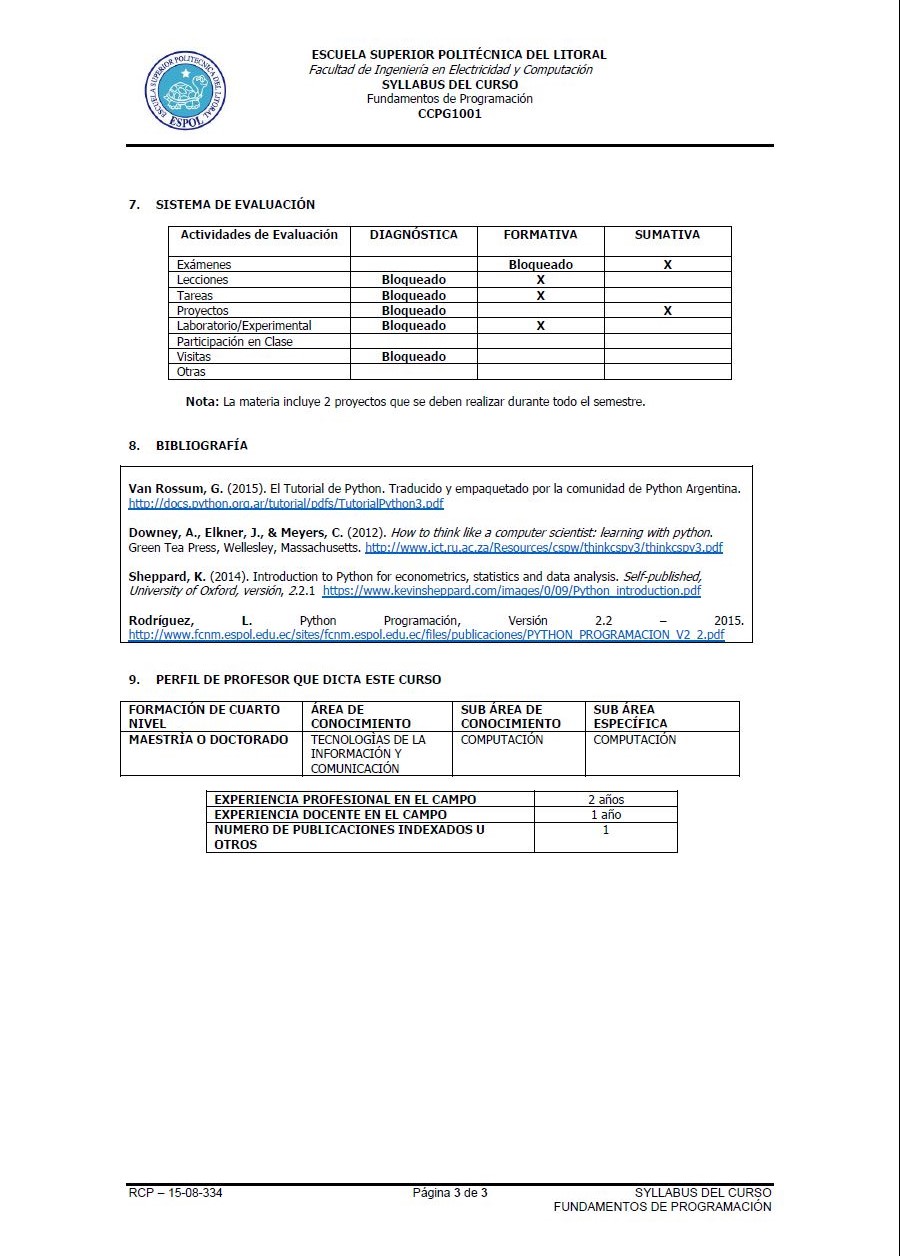 ESCUELA SUPERIOR POLITÉCNICA DEL LITORAL
Facultad de Ingeniería en Electricidad y Computación
SYLLABUS DEL CURSO
Fundamentos de Programación
CCPG1001
ESCUELA SUPERIOR POLITECNICA DEL LITORAL
ESPOL
7. SISTEMA DE EVALUACIÓN
Actividades de Evaluación DIAGNÓSTICA FORMATIVA SUMATIVA
Exámenes Bloqueado X
Lecciones Bloqueado X
Tareas Bloqueado X
Proyectos Bloqueado X
Laboratorio/Experimental Bloqueado X
Participación en Clase
Visitas Bloqueado
Otras
Nota: La materia incluye 2 proyectos que se deben realizar durante todo el semestre.
8. BIBLIOGRAFÍA
Van Rossum, G. (2015). El Tutorial de Python. Traducido y empaquetado por la comunidad de Python Argentina.
http://docs.python.org.ar/tutorial/pdfs/TutorialPython3.pdf
Downey, A., Elkner, J., & Meyers, C. (2012). How to think like a computer scientist: learning with python.
Green Tea Press, Wellesley, Massachusetts. http://www.ict.ru.ac.za/Resources/cspw/thinkcspy3/thinkcspy3.pdf
Sheppard, K. (2014). Introduction to Python for econometrics, statistics and data analysis. Self-published,
University of Oxford, versión, 2.2.1 https://www.kevinsheppard.com/images/0/09/Python_introduction.pdf
Rodríguez, L. Python Programación, Versión 2.2 – 2015.
http://www.fcnm.espol.edu.ec/sites/fcnm.espol.edu.ec/files/publicaciones/PYTHON_PROGRAMACION_V2_2.pdf
9. PERFIL DE PROFESOR QUE DICTA ESTE CURSO
FORMACIÓN DE CUARTO ÁREA DE SUB ÁREA DE SUB ÁREA
NIVEL CONOCIMIENTO CONOCIMIENTO ESPECÍFICA
MAESTRÌA O DOCTORADO TECNOLOGÌAS DE LA COMPUTACIÓN COMPUTACIÓN
INFORMACIÓN Y
COMUNICACIÓN
EXPERIENCIA PROFESIONAL EN EL CAMPO 2 años
EXPERIENCIA DOCENTE EN EL CAMPO 1 año
NUMERO DE PUBLICACIONES INDEXADOS U 1
OTROS
RCP – 15-08-334 Página 3 de 3 SYLLABUS DEL CURSO
FUNDAMENTOS DE PROGRAMACIÓN